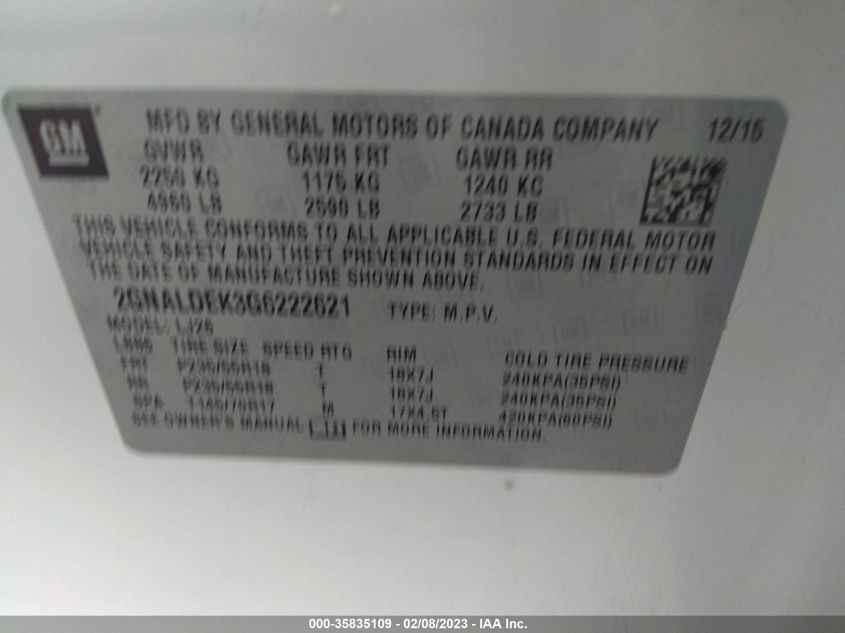 GM
MFD BY GENERAL MOTORS OF CANADA COMPANY 12/15
GVWR GAWR FRT GAWR RR
2250 KG 1175 KG 1240 KG
4960 LB 2590 LB 2733 LB
THIS VEHICLE CONFORMS TO ALL APPLICABLE U.S. FEDERAL MOTOR
VEHICLE SAFETY AND THEFT PREVENTION STANDARDS IN EFFECT ON
THE DATE OF MANUFACTURE SHOWN ABOVE.
2GNALDEK3G6222621 TYPE: M.P.V.
MODEL: LJ26
TIRE SIZE SPEED RTG RIM COLD TIRE PRESSURE
FRT P235/55R18 T 18X7J 240KPA(35PSI)
RR P235/55R18 T 18X7J 240KPA(35PSI)
SPA T145/70R17 M 17X4.5T 420KPA(60PSI)
SEE OWNER'S MANUAL FOR MORE INFORMATION.
000-35835109 - 02/08/2023 - IAA Inc.